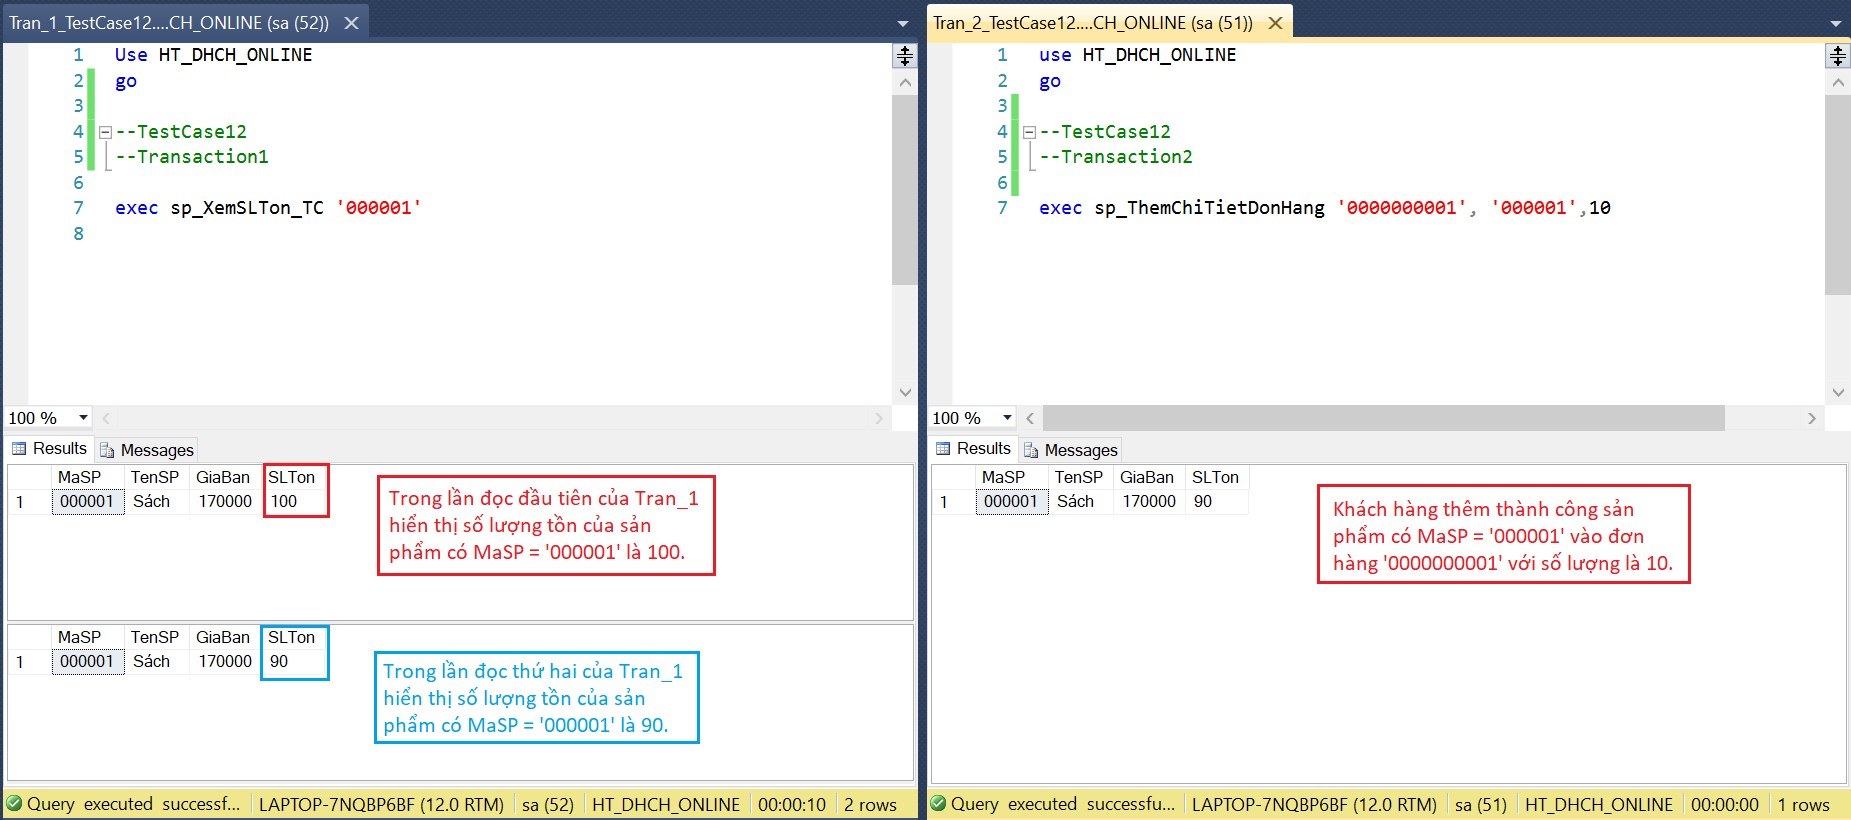 Tran_1_TestCase12....CH_ONLINE (sa (52))
1 Use HT_DHCH_ONLINE
2 go
3
4 --TestCase12
5 --Transaction1
6
7 exec sp_XemSLTon_TC '000001'
8
100 %
Results Messages
MaSP TenSP GiaBan SLTon
1 000001 Sách 170000 100
Trong lần đọc đầu tiên của Tran_1
hiển thị số lượng tồn của sản
phẩm có MaSP = '000001' là 100.
MaSP TenSP GiaBan SLTon
1 000001 Sách 170000 90
Trong lần đọc thứ hai của Tran_1
hiển thị số lượng tồn của sản
phẩm có MaSP = '000001' là 90.
Query executed successf... LAPTOP-7NQBP6BF (12.0 RTM) sa (52) HT_DHCH_ONLINE 00:00:10 2 rows
Tran_2_TestCase12....CH_ONLINE (sa (51))
1 use HT_DHCH_ONLINE
2 go
3
4 --TestCase12
5 --Transaction2
6
7 exec sp_ThemChiTietDonHang '0000000001', '000001',10
100 %
Results Messages
MaSP TenSP GiaBan SLTon
1 000001 Sách 170000 90
Khách hàng thêm thành công sản
phẩm có MaSP = '000001' vào đơn
hàng '0000000001' với số lượng là 10.
Query executed successfu... LAPTOP-7NQBP6BF (12.0 RTM) sa (51) HT_DHCH_ONLINE 00:00:00 1 rows